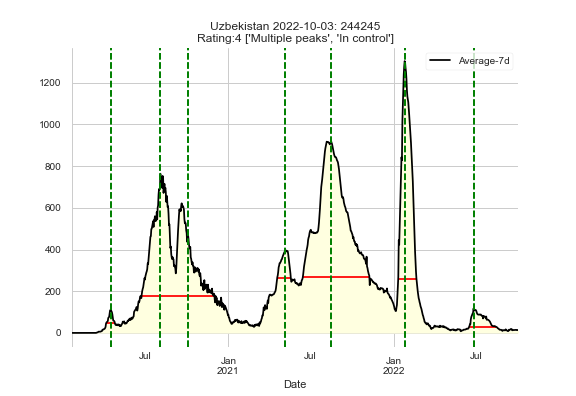 Uzbekistan 2022-10-03: 244245
Rating:4 ['Multiple peaks', 'In control']
Average-7d
1200
1000
800
600
400
200
0
Jul
Jan
2021
Jul
Jan
2022
Jul
Date